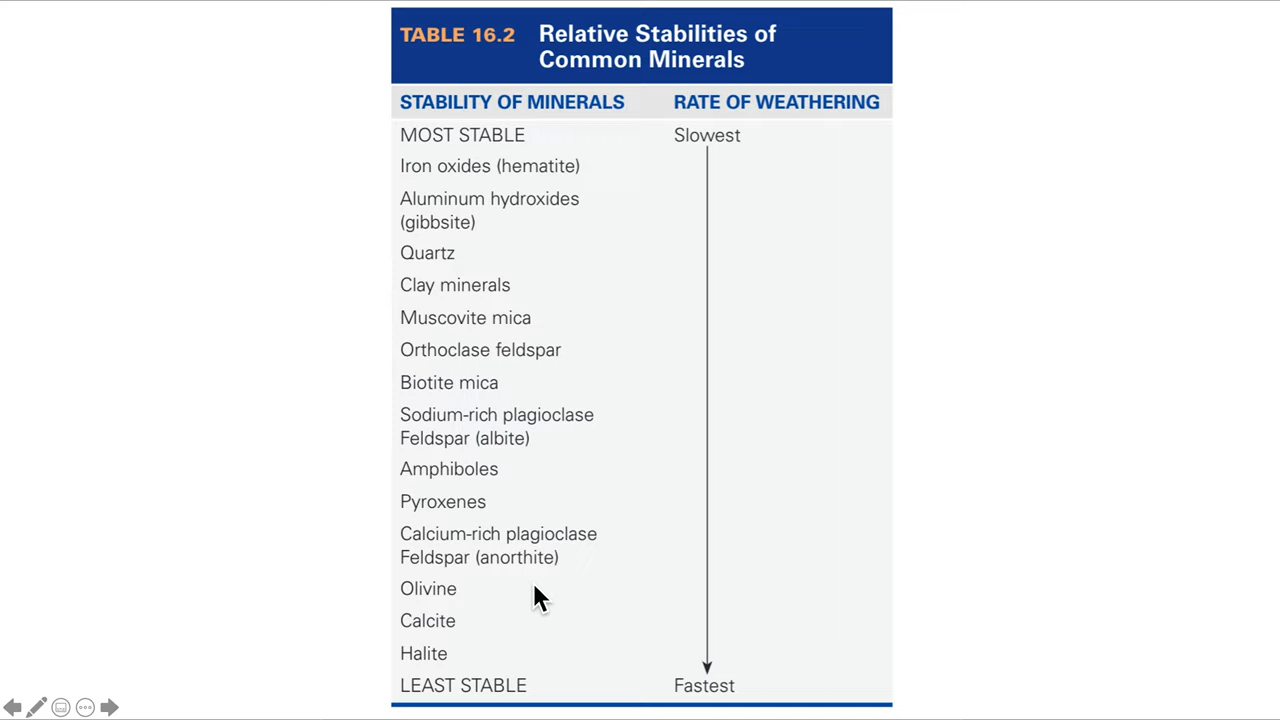 TABLE 16.2 Relative Stabilities of
Common Minerals
STABILITY OF MINERALS RATE OF WEATHERING
MOST STABLE Slowest
Iron oxides (hematite)
Aluminum hydroxides
(gibbsite)
Quartz
Clay minerals
Muscovite mica
Orthoclase feldspar
Biotite mica
Sodium-rich plagioclase
Feldspar (albite)
Amphiboles
Pyroxenes
Calcium-rich plagioclase
Feldspar (anorthite)
Olivine
Calcite
Halite
LEAST STABLE Fastest